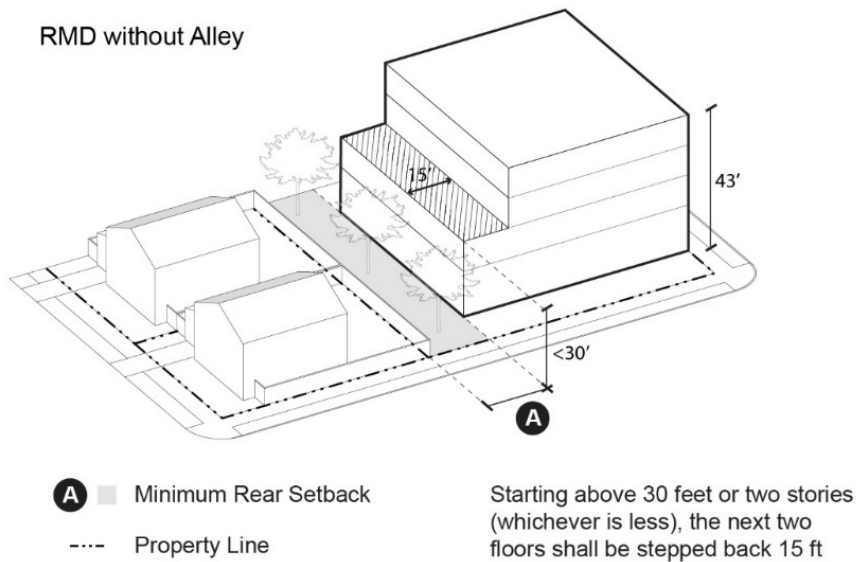 RMD without Alley
15'
43'
<30'
A
A Minimum Rear Setback
Property Line
Starting above 30 feet or two stories
(whichever is less), the next two
floors shall be stepped back 15 ft